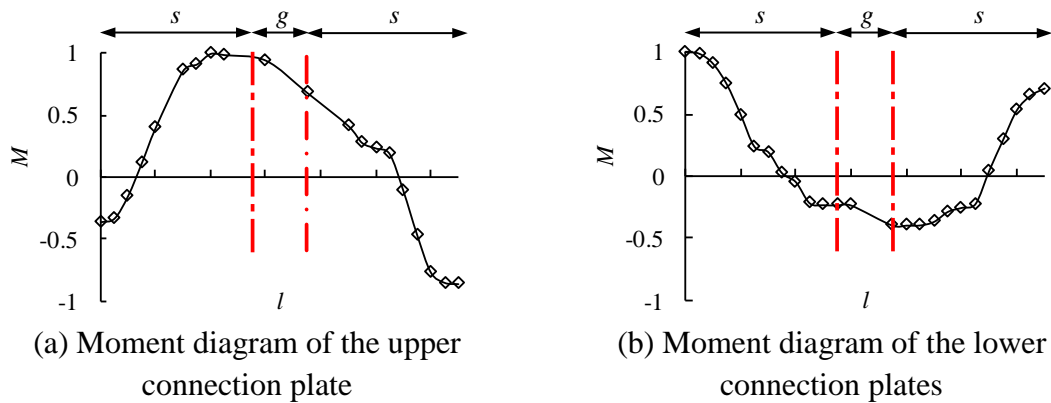 s g s
1
0.5
M
0
-0.5
-1
l
(a) Moment diagram of the upper
connection plate
s g s
1
0.5
M
0
-0.5
-1
l
(b) Moment diagram of the lower
connection plates